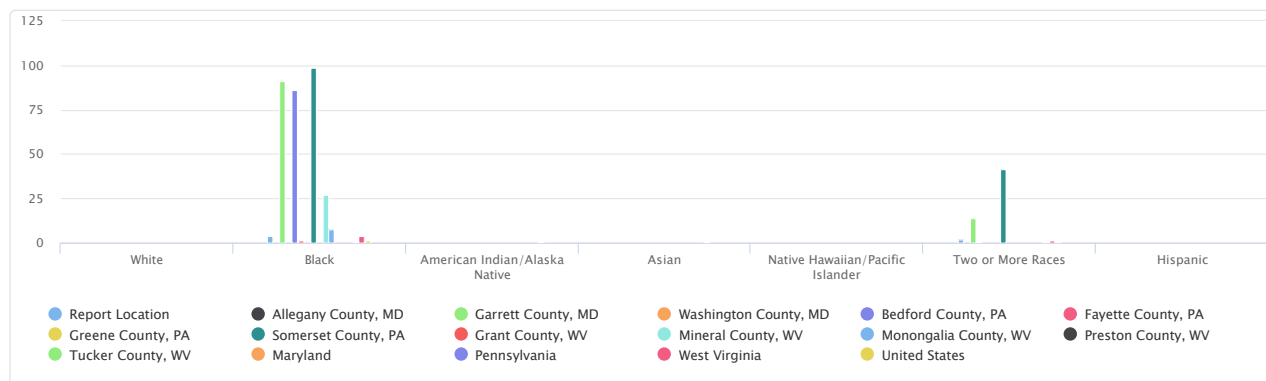 125
100
75
50
25
0
White
Black
American Indian/Alaska
Native
Asian
Native Hawaiian/Pacific
Islander
Two or More Races
Hispanic
Report Location
Allegany County, MD
Garrett County, MD
Washington County, MD
Bedford County, PA
Fayette County, PA
Greene County, PA
Somerset County, PA
Grant County, WV
Mineral County, WV
Monongalia County, WV
Preston County, WV
Tucker County, WV
Maryland
Pennsylvania
West Virginia
United States